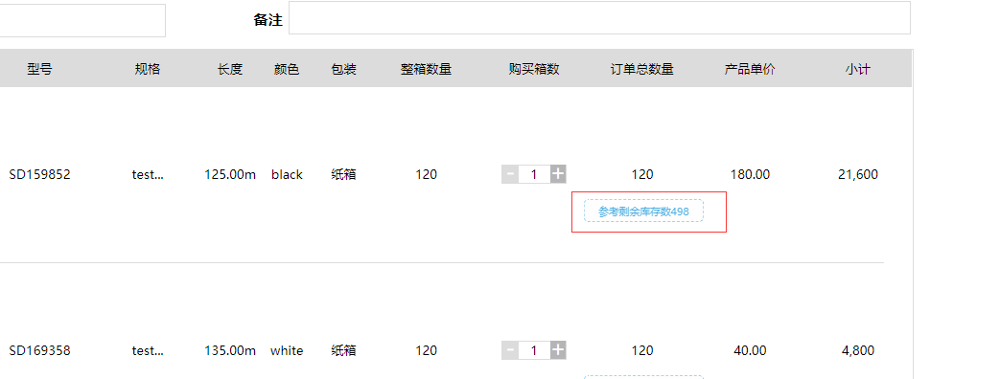 备注
型号 规格 长度 颜色 包装 整箱数量 购买箱数 订单总数量 产品单价 小计
SD159852 test... 125.00m black 纸箱 120 - 1 + 120 180.00 21,600
参考剩余库存数498
SD169358 test... 135.00m white 纸箱 120 - 1 + 120 40.00 4,800